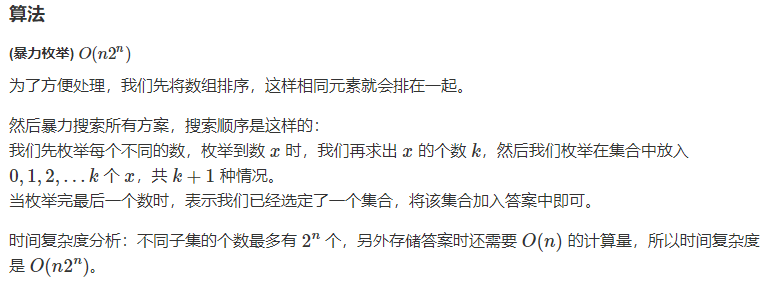 算法
(暴力枚举) O(n2ⁿ)
为了方便处理，我们先将数组排序，这样相同元素就会排在一起。
然后暴力搜索所有方案，搜索顺序是这样的：
我们先枚举每个不同的数，枚举到数 x 时，我们再求出 x 的个数 k，然后我们枚举在集合中放入
0, 1, 2, … k 个 x，共 k + 1 种情况。
当枚举完最后一个数时，表示我们已经选定了一个集合，将该集合加入答案中即可。
时间复杂度分析：不同子集的个数最多有 2ⁿ 个，另外存储答案时还需要 O(n) 的计算量，所以时间复杂度
是 O(n2ⁿ)。